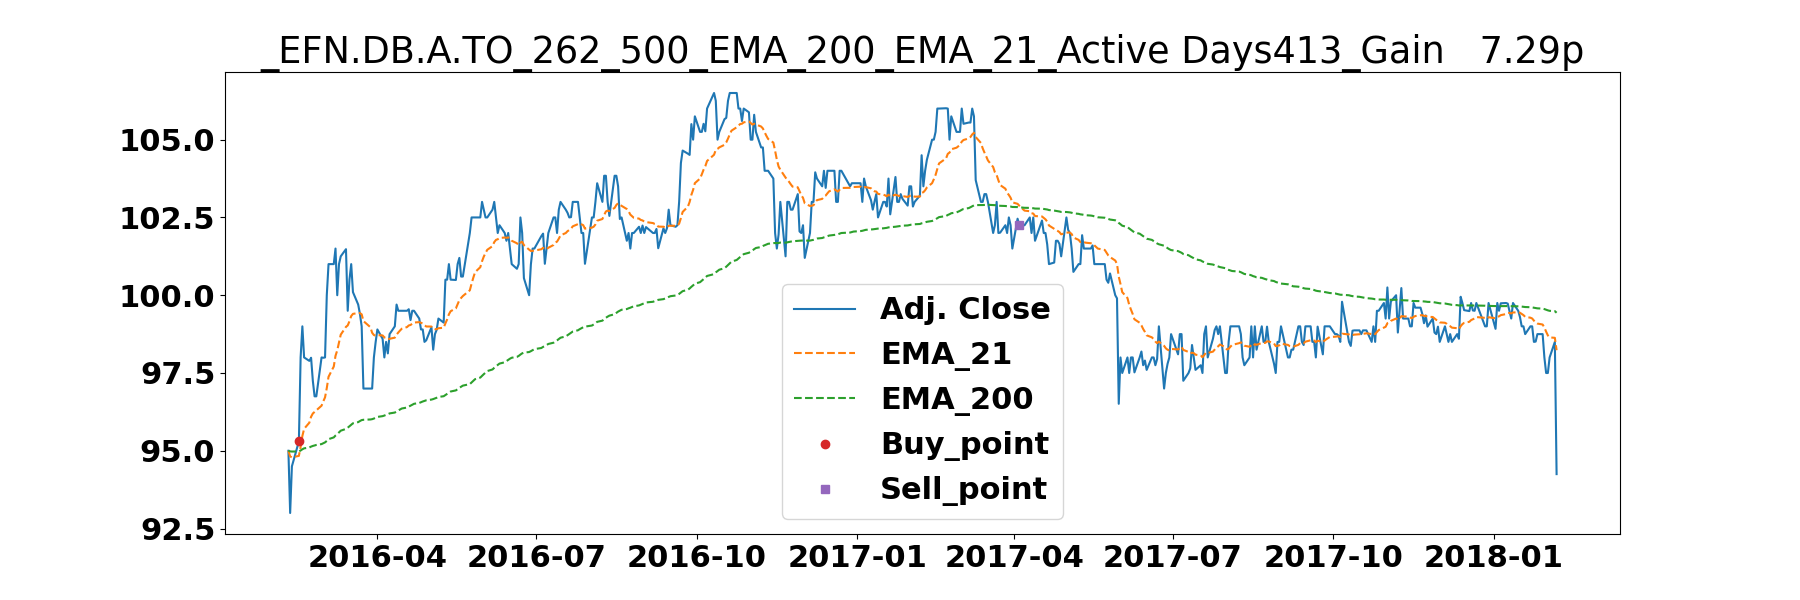 _EFN.DB.A.TO_262_500_EMA_200_EMA_21_Active Days413_Gain   7.29p
105.0
102.5
100.0
97.5
95.0
92.5
Adj. Close
EMA_21
EMA_200
Buy_point
Sell_point
2016-04 2016-07 2016-10 2017-01 2017-04 2017-07 2017-10 2018-01